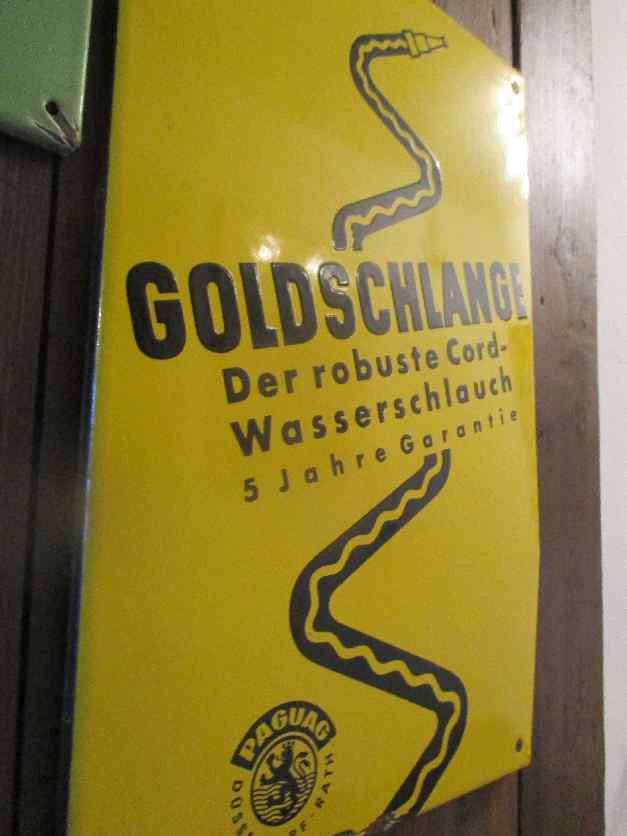 GOLDSCHLANGE
Der robuste Cord-
Wasserschlauch
5 Jahre Garantie
PAGUAG